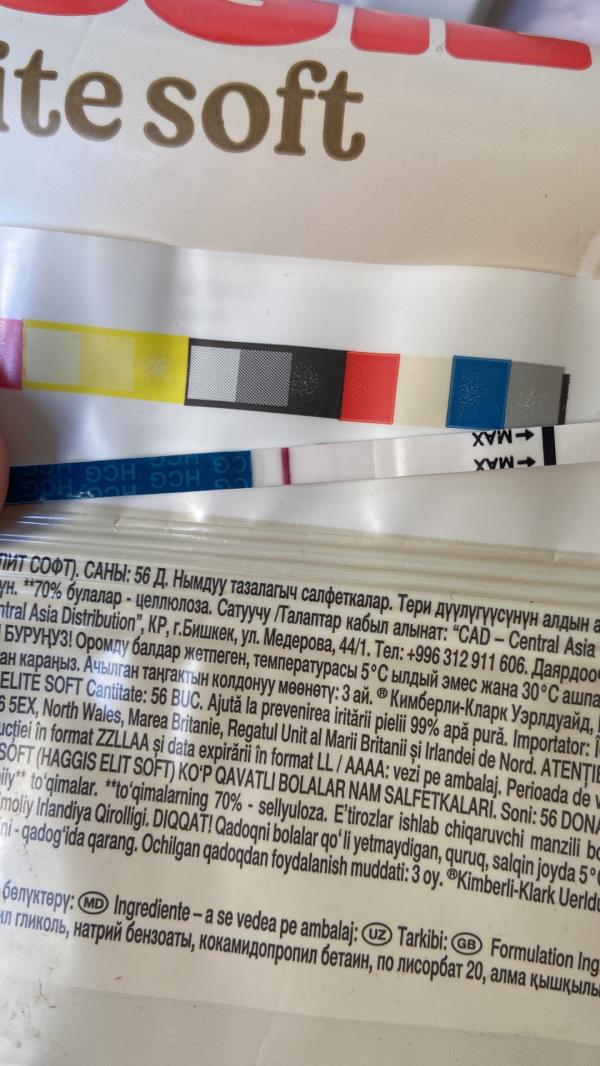 ite soft
MAX
MAX
HCG HCG HCG
HCG HCG HCG
ЛИТ СОФТ). САНЫ: 56 Д. Нымдуу тазалагыч салфеткалар. Тери дүүлүгүүсүнүн алдын а
үн. **70% булалар - целлюлоза. Сатуучу /Талаптар кабыл алынат: “CAD – Central Asia
ntral Asia Distribution”, КР, г.Бишкек, ул. Медерова, 44/1. Тел: +996 312 911 606. Даярдоо
БУРУҢУЗ! Оромду балдар жетпеген, температурасы 5°C ылдый эмес жана 30°C ашпа
ан караңыз. Ачылган таңгактын колдонуу мөөнөтү: 3 ай. ® Кимберли-Кларк Уэрлдуайд,
ELITE SOFT Cantitate: 56 BUC. Ajută la prevenirea iritării pielii 99% apă pură. Importator:
6 5EX, North Wales, Marea Britanie, Regatul Unit al Marii Britanii și Irlandei de Nord. ATENȚIE
ucției în format ZZLLAA și data expirării în format LL / AAAA: vezi pe ambalaj. Perioada de v
SOFT (HAGGIS ELIT SOFT) KO‘P QAVATLI BOLALAR NAM SALFETKALARI. Soni: 56 DONA
biiy** to‘qimalar. **to‘qimalarning 70% - sellyuloza. E’tirozlar ishlab chiqaruvchi manzili bo
imoliy Irlandiya Qirolligi. DIQQAT! Qadoqni bolalar qo‘li yetmaydigan, quruq, salqin joyda 5°
ni - qadog‘ida qarang. Ochilgan qadoqdan foydalanish muddati: 3 oy. ®Kimberli-Klark Uerldu
бөлүктөрү: MD Ingrediente – a se vedea pe ambalaj: UZ Tarkibi: GB Formulation Ing
ил гликоль, натрий бензоаты, кокамидопропил бетаин, по лисорбат 20, алма қышқылы